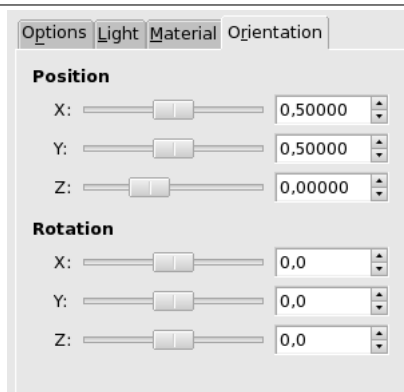 Options Light Material Orientation
Position
X: 0,50000
Y: 0,50000
Z: 0,00000
Rotation
X: 0,0
Y: 0,0
Z: 0,0